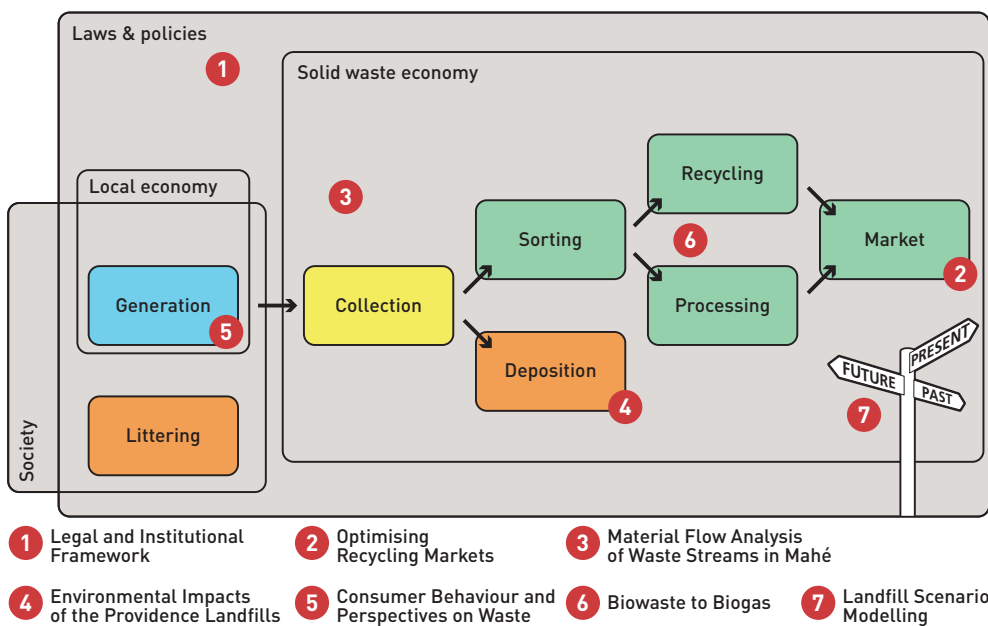 Laws & policies
1
Solid waste economy
Local economy
3
Recycling
Sorting
6
Market
2
Generation
5
Collection
Processing
Deposition
4
Littering
Society
PRESENT
FUTURE
PAST
7
1 Legal and Institutional
Framework
2 Optimising
Recycling Markets
3 Material Flow Analysis
of Waste Streams in Mahé
4 Environmental Impacts
of the Providence Landfills
5 Consumer Behaviour and
Perspectives on Waste
6 Biowaste to Biogas
7 Landfill Scenario
Modelling